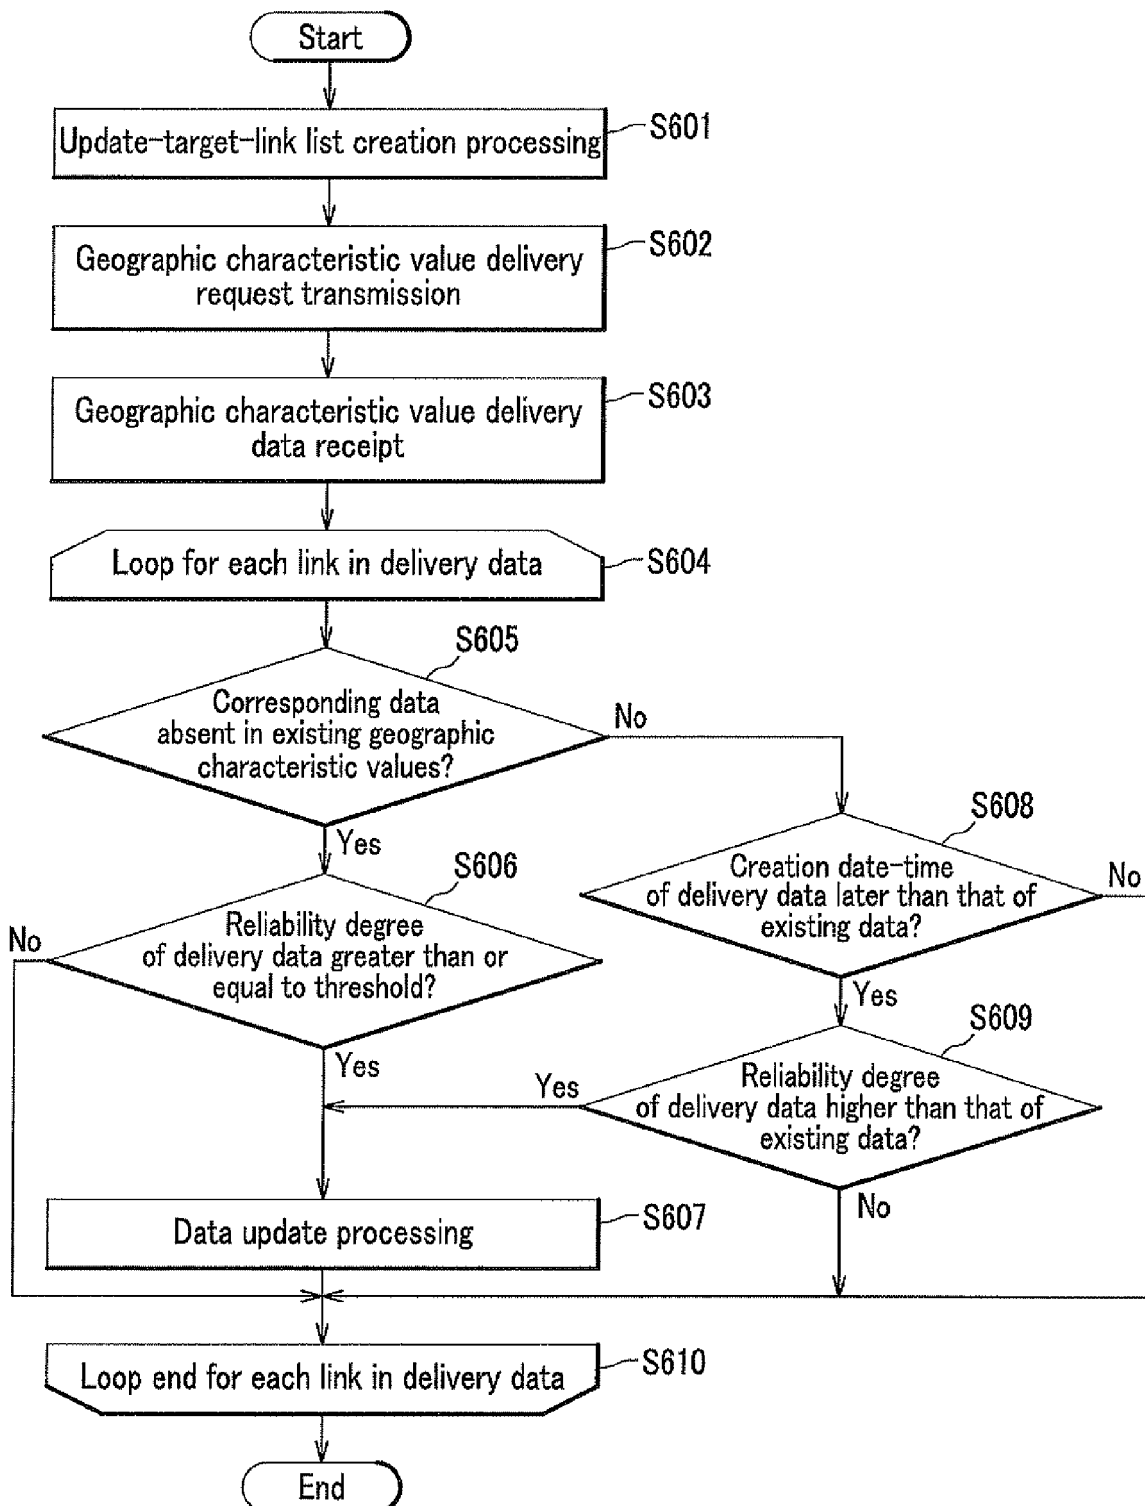 Start
Update-target-link list creation processing
S601
Geographic characteristic value delivery
request transmission
S602
Geographic characteristic value delivery
data receipt
S603
Loop for each link in delivery data
S604
S605
Corresponding data
absent in existing geographic
characteristic values?
No
Yes
S606
Reliability degree
of delivery data greater than or
equal to threshold?
No
Yes
S608
Creation date-time
of delivery data later than that of
existing data?
No
Yes
S609
Reliability degree
of delivery data higher than that of
existing data?
Yes
No
Data update processing
S607
Loop end for each link in delivery data
S610
End